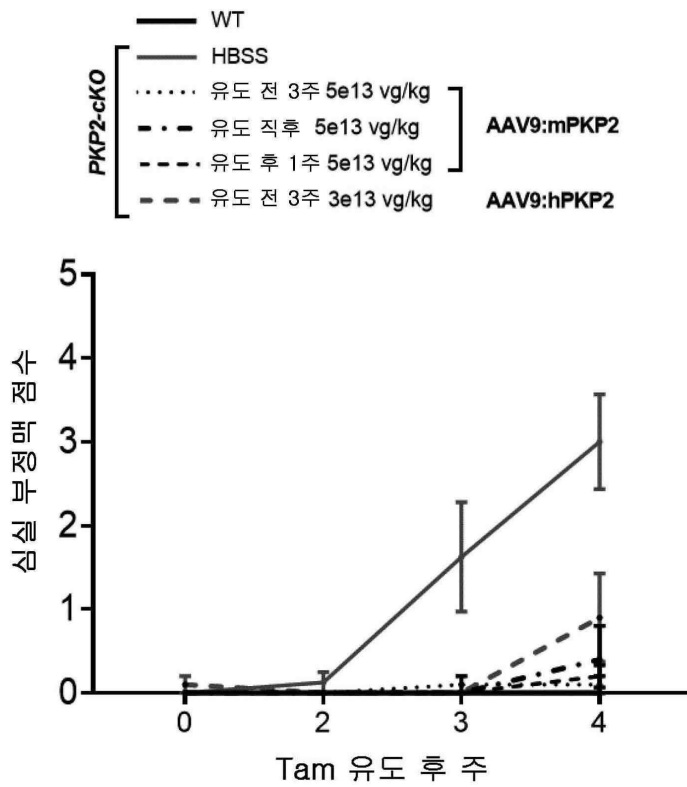 WT
HBSS
유도 전 3주 5e13 vg/kg
유도 직후 5e13 vg/kg
유도 후 1주 5e13 vg/kg
유도 전 3주 3e13 vg/kg
PKP2-cKO
AAV9:mPKP2
AAV9:hPKP2
심실 부정맥 점수
5
4
3
2
1
0
0 2 3 4
Tam 유도 후 주